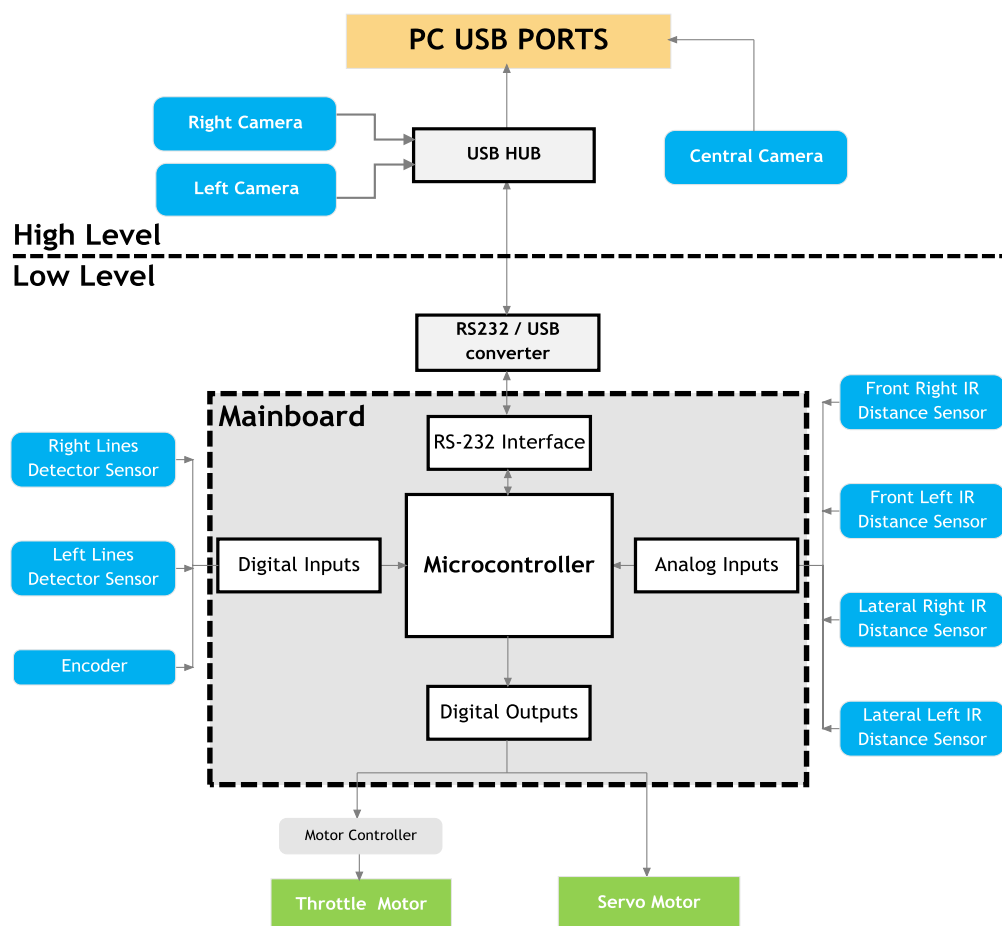 PC USB PORTS
Right Camera
USB HUB
Central Camera
Left Camera
High Level
Low Level
RS232 / USB
converter
Mainboard
RS-232 Interface
Right Lines
Detector Sensor
Left Lines
Detector Sensor
Encoder
Digital Inputs
Microcontroller
Analog Inputs
Front Right IR
Distance Sensor
Front Left IR
Distance Sensor
Lateral Right IR
Distance Sensor
Lateral Left IR
Distance Sensor
Digital Outputs
Motor Controller
Throttle Motor
Servo Motor